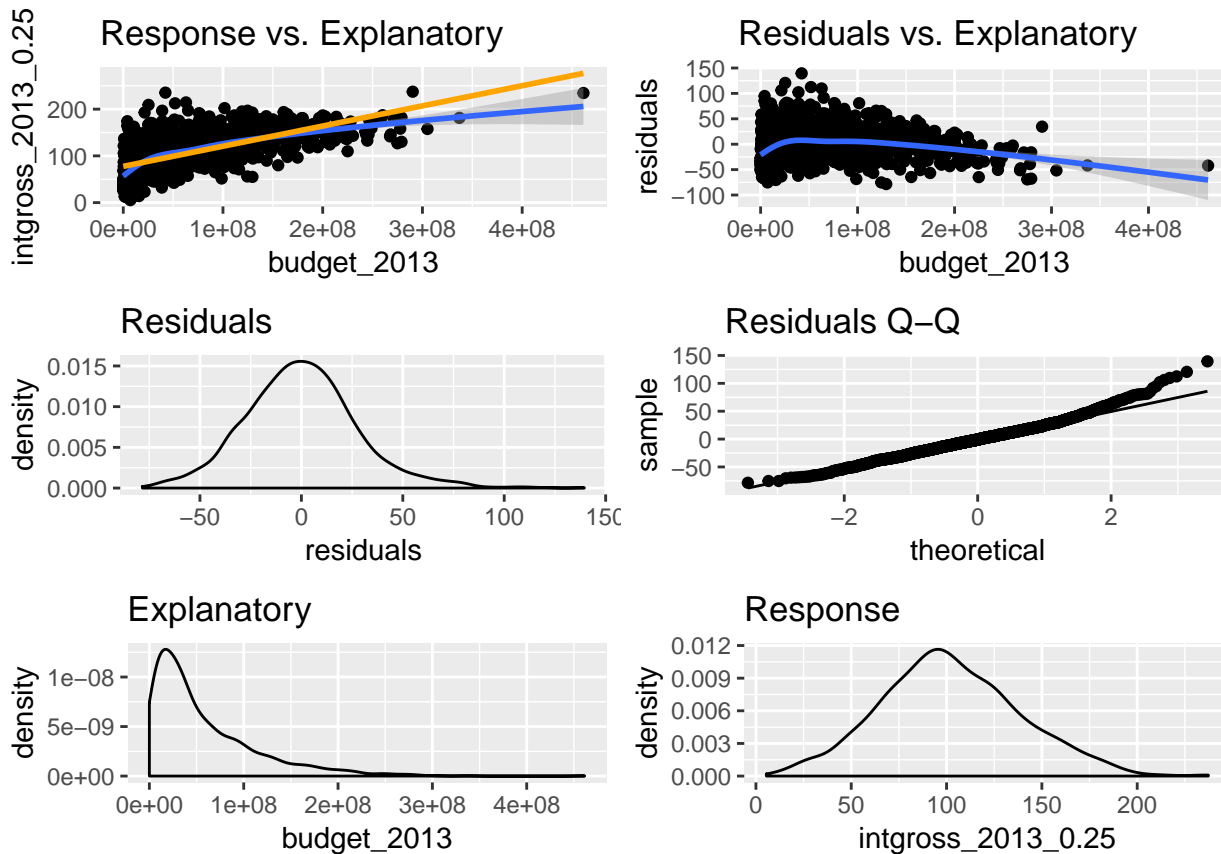 Response vs. Explanatory
intgross_2013_0.25
200
100
0
0e+00 1e+08 2e+08 3e+08 4e+08
budget_2013
Residuals vs. Explanatory
residuals
150
100
50
0
−50
−100
0e+00 1e+08 2e+08 3e+08 4e+08
budget_2013
Residuals
density
0.015
0.010
0.005
0.000
−50 0 50 100 150
residuals
Residuals Q−Q
sample
150
100
50
0
−50
−2 0 2
theoretical
Explanatory
density
1e−08
5e−09
0e+00
0e+00 1e+08 2e+08 3e+08 4e+08
budget_2013
Response
density
0.012
0.009
0.006
0.003
0.000
0 50 100 150 200
intgross_2013_0.25